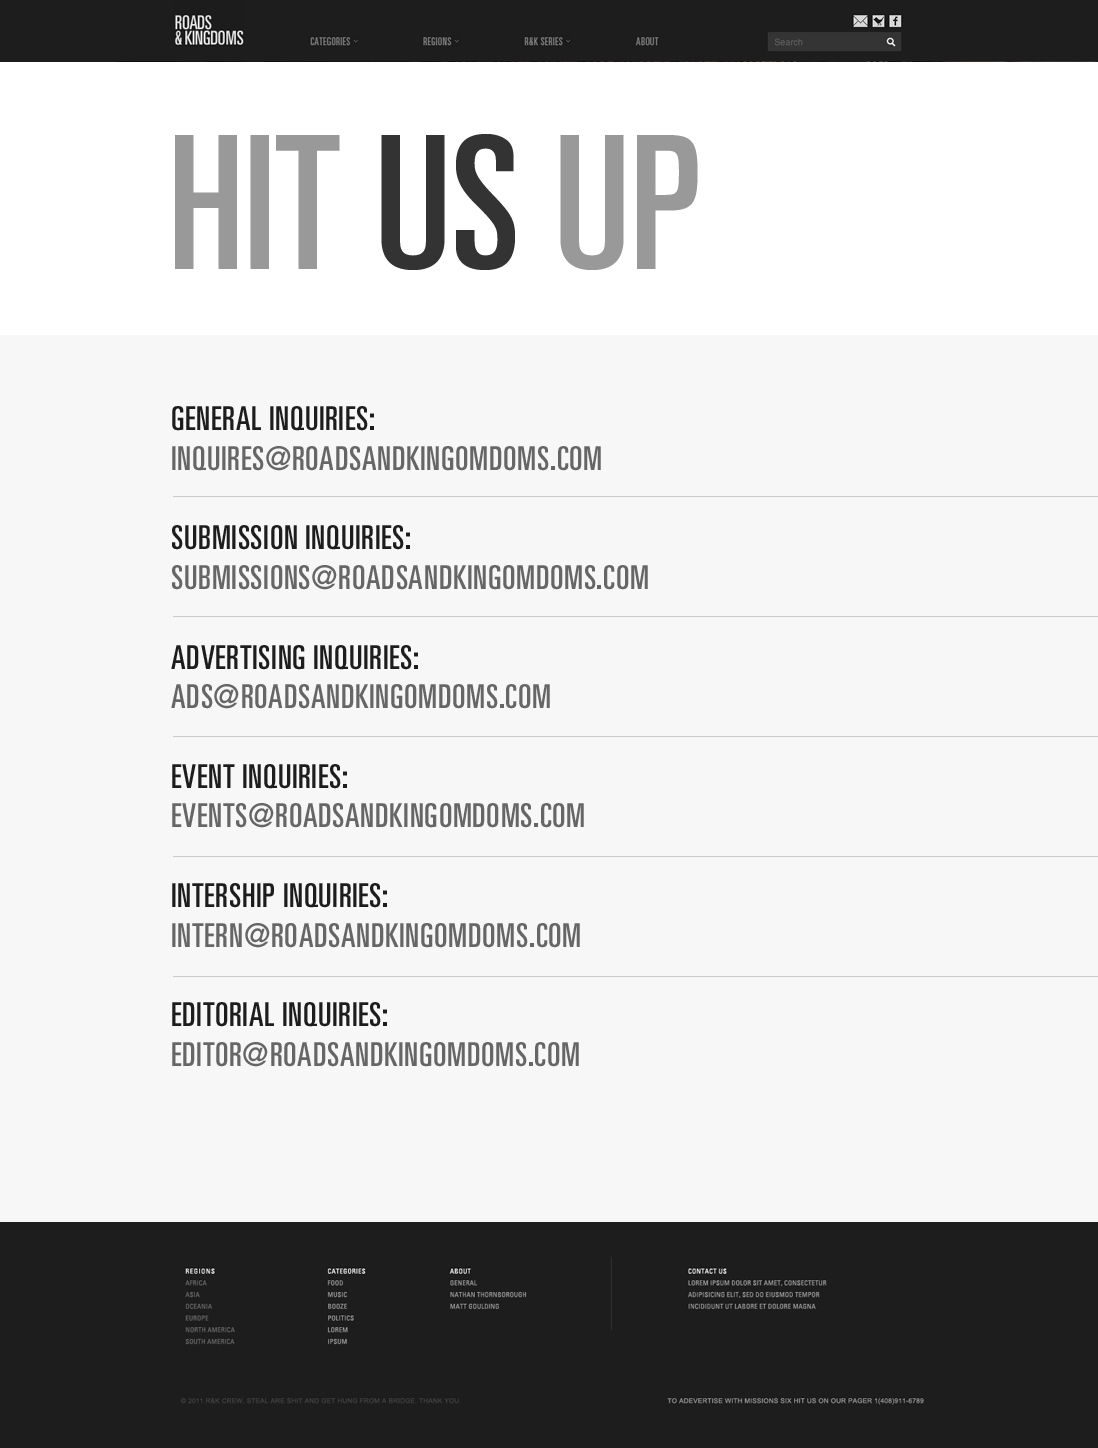 ROADS
& KINGDOMS
CATEGORIES
REGIONS
R&K SERIES
ABOUT
Search
HIT US UP
GENERAL INQUIRIES:
INQUIRES@ROADSANDKINGOMDOMS.COM
SUBMISSION INQUIRIES:
SUBMISSIONS@ROADSANDKINGOMDOMS.COM
ADVERTISING INQUIRIES:
ADS@ROADSANDKINGOMDOMS.COM
EVENT INQUIRIES:
EVENTS@ROADSANDKINGOMDOMS.COM
INTERSHIP INQUIRIES:
INTERN@ROADSANDKINGOMDOMS.COM
EDITORIAL INQUIRIES:
EDITOR@ROADSANDKINGOMDOMS.COM
REGIONS
AFRICA
ASIA
OCEANIA
EUROPE
NORTH AMERICA
SOUTH AMERICA
CATEGORIES
FOOD
MUSIC
BOOZE
POLITICS
LOREM
IPSUM
ABOUT
GENERAL
NATHAN THORNBOROUGH
MATT GOULDING
CONTACT US
LOREM IPSUM DOLOR SIT AMET, CONSECTETUR
ADIPISICING ELIT, SED DO EIUSMOD TEMPOR
INCIDIDUNT UT LABORE ET DOLORE MAGNA
© 2011 R&K CREW. STEAL ARE SHIT AND GET HUNG FROM A BRIDGE. THANK YOU.
TO ADEVERTISE WITH MISSIONS SIX HIT US ON OUR PAGER 1(408)911-6789